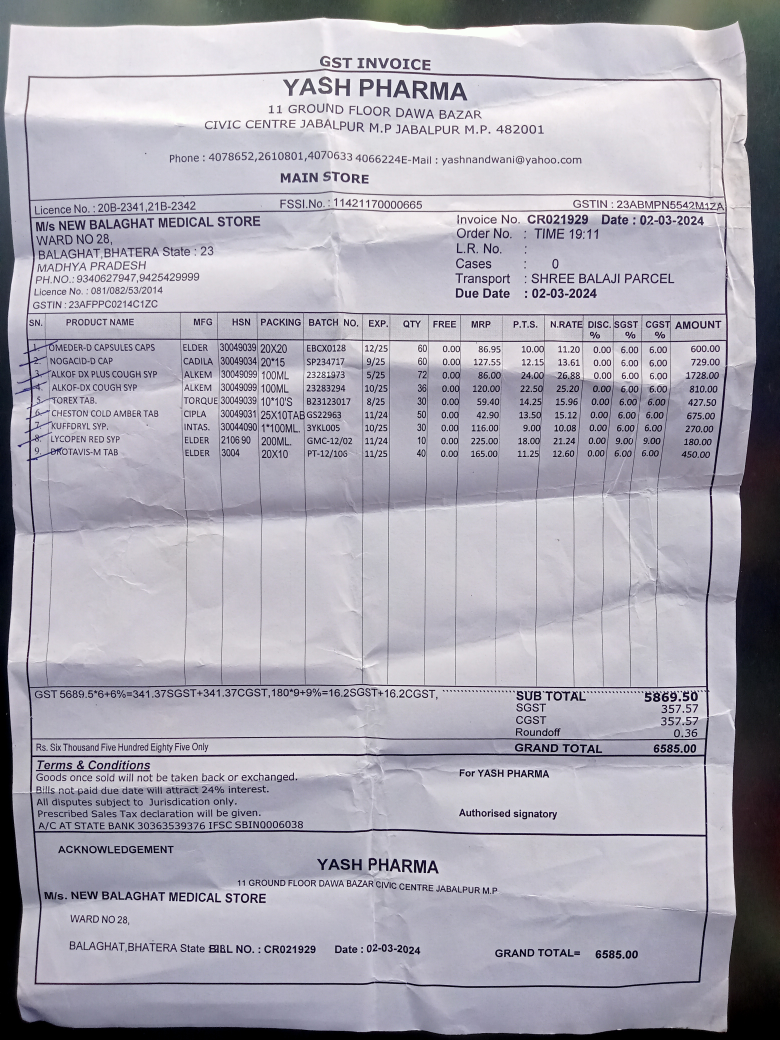 GST INVOICE
YASH PHARMA
11 GROUND FLOOR DAWA BAZAR
CIVIC CENTRE JABALPUR M.P JABALPUR M.P. 482001
Phone : 4078652,2610801,4070633 4066224E-Mail : yashnandwani@yahoo.com
MAIN STORE
Licence No. : 20B-2341,21B-2342 FSSI.No. : 11421170000665 GSTIN : 23ABMPN5542M1ZA
M/s NEW BALAGHAT MEDICAL STORE
WARD NO 28,
BALAGHAT,BHATERA State : 23
MADHYA PRADESH
PH.NO.: 9340627947,9425429999
Licence No. : 081/082/53/2014
GSTIN : 23AFPPC0214C1ZC
Invoice No. CR021929 Date : 02-03-2024
Order No. : TIME 19:11
L.R. No. :
Cases : 0
Transport : SHREE BALAJI PARCEL
Due Date : 02-03-2024
SN. PRODUCT NAME MFG HSN PACKING BATCH NO. EXP. QTY FREE MRP P.T.S. N.RATE DISC. % SGST % CGST % AMOUNT
1. OMEDER-D CAPSULES CAPS ELDER 30049039 20X20 EBCX0128 12/25 60 0.00 86.95 10.00 11.20 0.00 6.00 6.00 600.00
2. NOGACID-D CAP CADILA 30049034 20*15 SP234717 9/25 60 0.00 127.55 12.15 13.61 0.00 6.00 6.00 729.00
3. ALKOF DX PLUS COUGH SYP ALKEM 30049099 100ML 23281973 5/25 72 0.00 86.00 24.00 26.88 0.00 6.00 6.00 1728.00
4. ALKOF-DX COUGH SYP ALKEM 30049099 100ML 23283294 10/25 36 0.00 120.00 22.50 25.20 0.00 6.00 6.00 810.00
5. TOREX TAB. TORQUE 30049039 10*10'S B23123017 8/25 30 0.00 59.40 14.25 15.96 0.00 6.00 6.00 427.50
6. CHESTON COLD AMBER TAB CIPLA 30049031 25X10TAB GS22963 11/24 50 0.00 42.90 13.50 15.12 0.00 6.00 6.00 675.00
7. KUFFDRYL SYP. INTAS. 30044090 1*100ML. 3YKL005 10/25 30 0.00 116.00 9.00 10.08 0.00 6.00 6.00 270.00
8. LYCOPEN RED SYP ELDER 2106 90 200ML. GMC-12/02 11/24 10 0.00 225.00 18.00 21.24 0.00 9.00 9.00 180.00
9. DROTAVIS-M TAB ELDER 3004 20X10 PT-12/106 11/25 40 0.00 165.00 11.25 12.60 0.00 6.00 6.00 450.00
GST 5689.5*6+6%=341.37SGST+341.37CGST,180*9+9%=16.2SGST+16.2CGST, SUB TOTAL 5869.50
SGST 357.57
CGST 357.57
Roundoff 0.36
Rs. Six Thousand Five Hundred Eighty Five Only GRAND TOTAL 6585.00
Terms & Conditions
Goods once sold will not be taken back or exchanged.
Bills not paid due date will attract 24% interest.
All disputes subject to Jurisdication only.
Prescribed Sales Tax declaration will be given.
A/C AT STATE BANK 30363539376 IFSC SBIN0006038
For YASH PHARMA
Authorised signatory
ACKNOWLEDGEMENT
YASH PHARMA
11 GROUND FLOOR DAWA BAZAR CIVIC CENTRE JABALPUR M.P
M/s. NEW BALAGHAT MEDICAL STORE
WARD NO 28,
BALAGHAT,BHATERA State BILL NO. : CR021929 Date : 02-03-2024 GRAND TOTAL= 6585.00